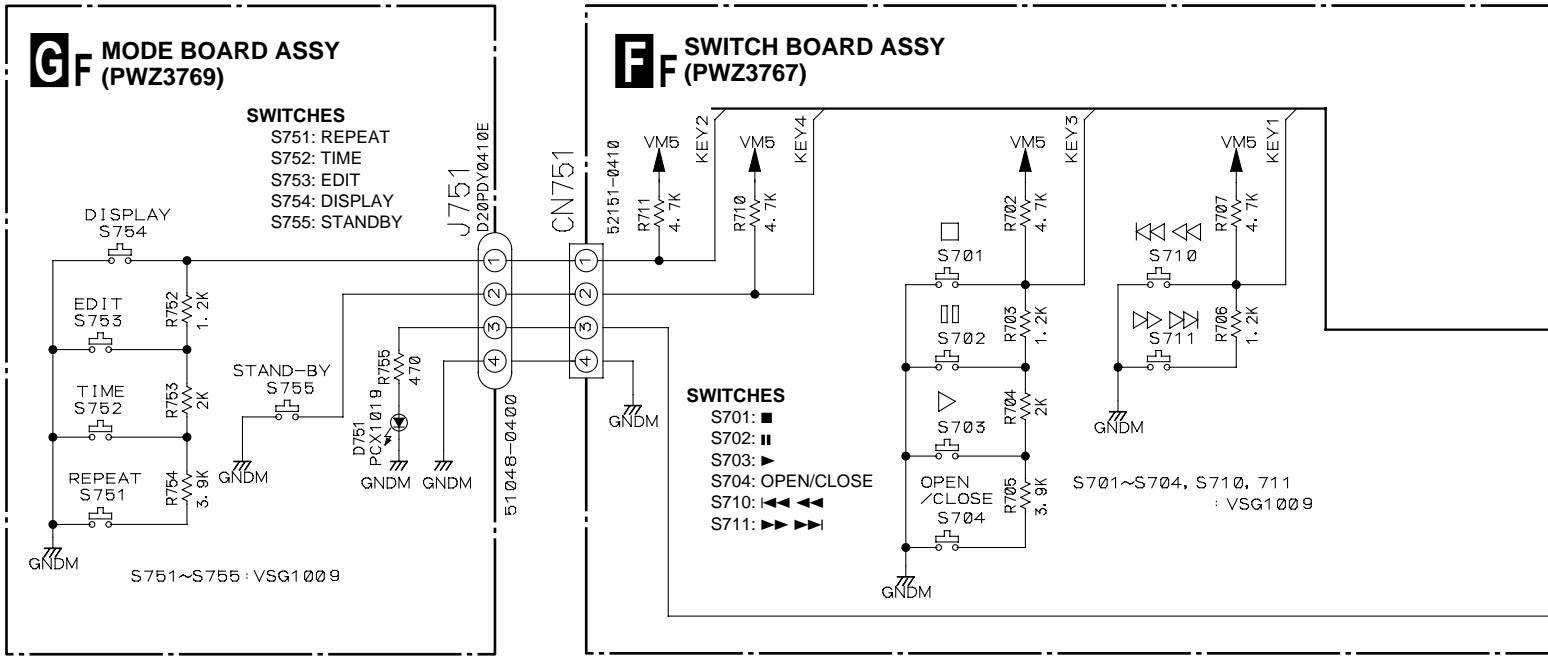 G F MODE BOARD ASSY
(PWZ3769)
SWITCHES
S751: REPEAT
S752: TIME
S753: EDIT
S754: DISPLAY
S755: STANDBY
DISPLAY
S754
EDIT
S753
TIME
S752
REPEAT
S751
R752
1.2K
R753
2K
R754
3.9K
GNDM
STAND-BY
S755
GNDM
R755
470
D751
PCX1019
GNDM
GNDM
S751~S755:VSG1009
J751
D20PDY0410E
1
2
3
4
51048-0400
F F SWITCH BOARD ASSY
(PWZ3767)
CN751
52151-0410
1
2
3
4
GNDM
VM5
R711
4.7K
KEY2
VM5
R710
4.7K
KEY4
VM5
R702
4.7K
KEY3
VM5
R707
4.7K
KEY1
S701
S702
S703
OPEN
/CLOSE
S704
R703
1.2K
R704
2K
R705
3.9K
GNDM
S710
S711
R706
1.2K
GNDM
SWITCHES
S701: ■
S702: ▮▮
S703: ►
S704: OPEN/CLOSE
S710: |◄◄ ◄◄
S711: ►► ►►|
S701~S704, S710, 711
: VSG1009